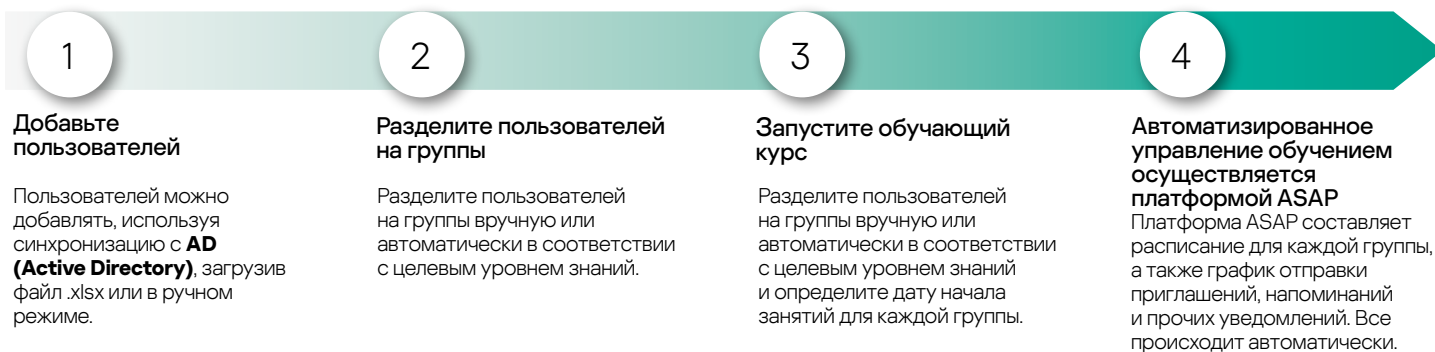 1
Добавьте
пользователей
Пользователей можно
добавлять, используя
синхронизацию с AD
(Active Directory), загрузив
файл .xlsx или в ручном
режиме.
2
Разделите пользователей
на группы
Разделите пользователей
на группы вручную или
автоматически в соответствии
с целевым уровнем знаний.
3
Запустите обучающий
курс
Разделите пользователей
на группы вручную или
автоматически в соответствии
с целевым уровнем знаний
и определите дату начала
занятий для каждой группы.
4
Автоматизированное
управление обучением
осуществляется
платформой ASAP
Платформа ASAP составляет
расписание для каждой группы,
а также график отправки
приглашений, напоминаний
и прочих уведомлений. Все
происходит автоматически.